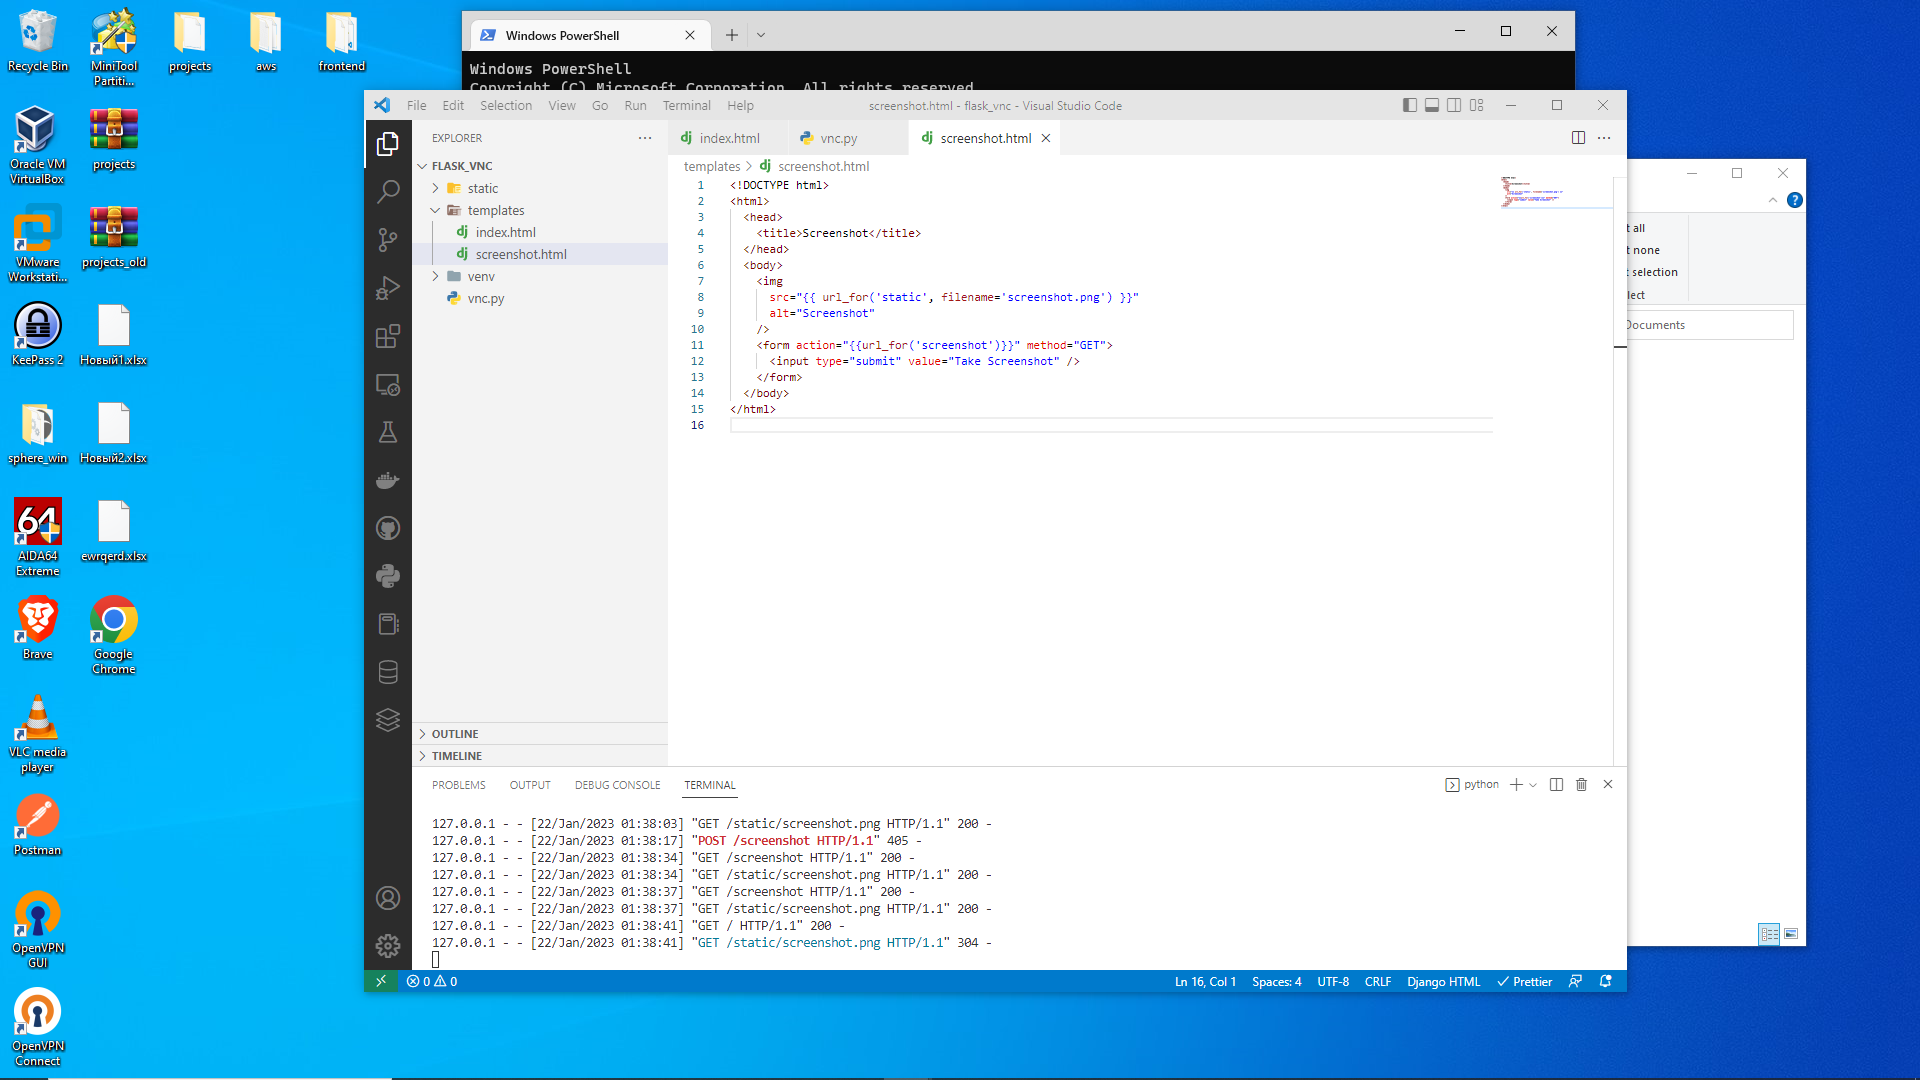 Recycle Bin
MiniTool
Partiti...
projects
aws
frontend
Oracle VM
VirtualBox
projects
VMware
Workstati...
projects_old
KeePass 2
Новый1.xlsx
sphere_win
Новый2.xlsx
64
AIDA64
Extreme
ewrqerd.xlsx
Brave
Google
Chrome
VLC media
player
Postman
OpenVPN
GUI
OpenVPN
Connect
Windows PowerShell
Windows PowerShell
Copyright (C) Microsoft Corporation. All rights reserved
File Edit Selection View Go Run Terminal Help
screenshot.html - flask_vnc - Visual Studio Code
EXPLORER
FLASK_VNC
static
templates
index.html
screenshot.html
venv
vnc.py
OUTLINE
TIMELINE
index.html
vnc.py
screenshot.html
templates > screenshot.html
1 <!DOCTYPE html>
2 <html>
3 <head>
4 <title>Screenshot</title>
5 </head>
6 <body>
7 <img
8 src="{{ url_for('static', filename='screenshot.png') }}"
9 alt="Screenshot"
10 />
11 <form action="{{url_for('screenshot')}}" method="GET">
12 <input type="submit" value="Take Screenshot" />
13 </form>
14 </body>
15 </html>
16
PROBLEMS OUTPUT DEBUG CONSOLE TERMINAL
python
127.0.0.1 - - [22/Jan/2023 01:38:03] "GET /static/screenshot.png HTTP/1.1" 200 -
127.0.0.1 - - [22/Jan/2023 01:38:17] "POST /screenshot HTTP/1.1" 405 -
127.0.0.1 - - [22/Jan/2023 01:38:34] "GET /screenshot HTTP/1.1" 200 -
127.0.0.1 - - [22/Jan/2023 01:38:34] "GET /static/screenshot.png HTTP/1.1" 200 -
127.0.0.1 - - [22/Jan/2023 01:38:37] "GET /screenshot HTTP/1.1" 200 -
127.0.0.1 - - [22/Jan/2023 01:38:37] "GET /static/screenshot.png HTTP/1.1" 200 -
127.0.0.1 - - [22/Jan/2023 01:38:41] "GET / HTTP/1.1" 200 -
127.0.0.1 - - [22/Jan/2023 01:38:41] "GET /static/screenshot.png HTTP/1.1" 304 -
0 0
Ln 16, Col 1 Spaces: 4 UTF-8 CRLF Django HTML Prettier
t all
t none
t selection
lect
Documents